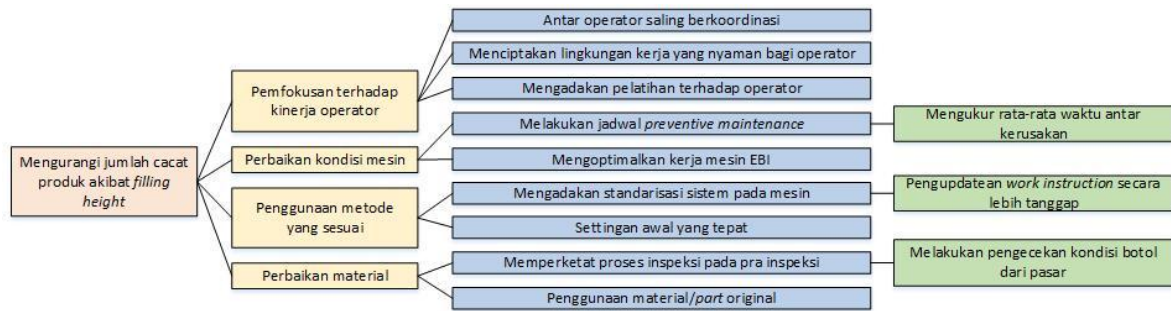 Mengurangi jumlah cacat
produk akibat filling
height
Pemfokusan terhadap
kinerja operator
Perbaikan kondisi mesin
Penggunaan metode
yang sesuai
Perbaikan material
Antar operator saling berkoordinasi
Menciptakan lingkungan kerja yang nyaman bagi operator
Mengadakan pelatihan terhadap operator
Melakukan jadwal preventive maintenance
Mengoptimalkan kerja mesin EBI
Mengadakan standarisasi sistem pada mesin
Settingan awal yang tepat
Memperketat proses inspeksi pada pra inspeksi
Penggunaan material/part original
Mengukur rata-rata waktu antar
kerusakan
Pengupdatean work instruction secara
lebih tanggap
Melakukan pengecekan kondisi botol
dari pasar